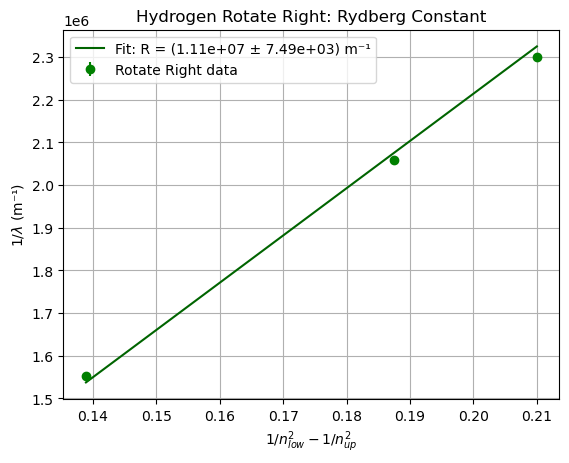 Hydrogen Rotate Right: Rydberg Constant
1e6
Fit: R = (1.11e+07 ± 7.49e+03) m⁻¹
Rotate Right data
2.3
2.2
2.1
2.0
1.9
1.8
1.7
1.6
1.5
1/λ (m⁻¹)
0.14 0.15 0.16 0.17 0.18 0.19 0.20 0.21
1/n²_low − 1/n²_up